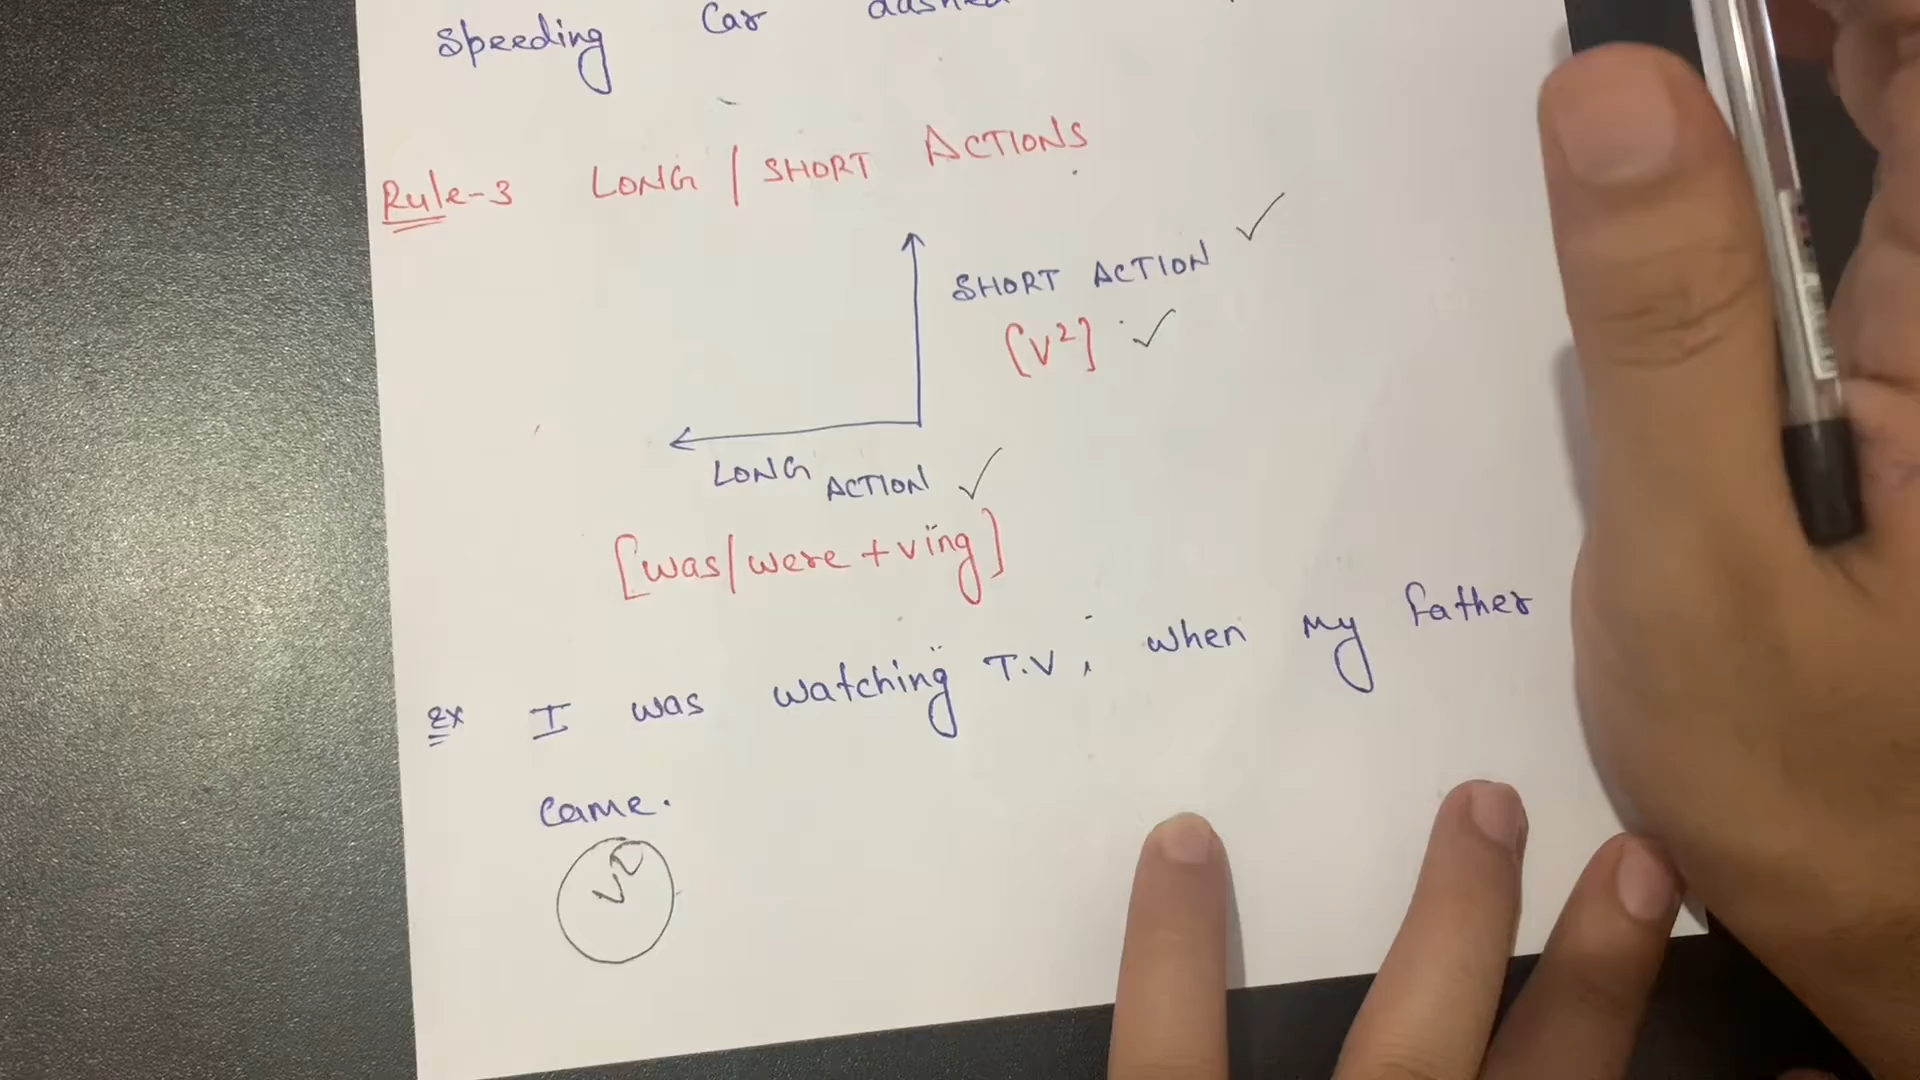 speeding car dashed
Rule-3 LONG / SHORT ACTIONS
SHORT ACTION
[V²]
LONG ACTION
[was/were + ving]
Ex I was watching T.V, when my father
came.
V2